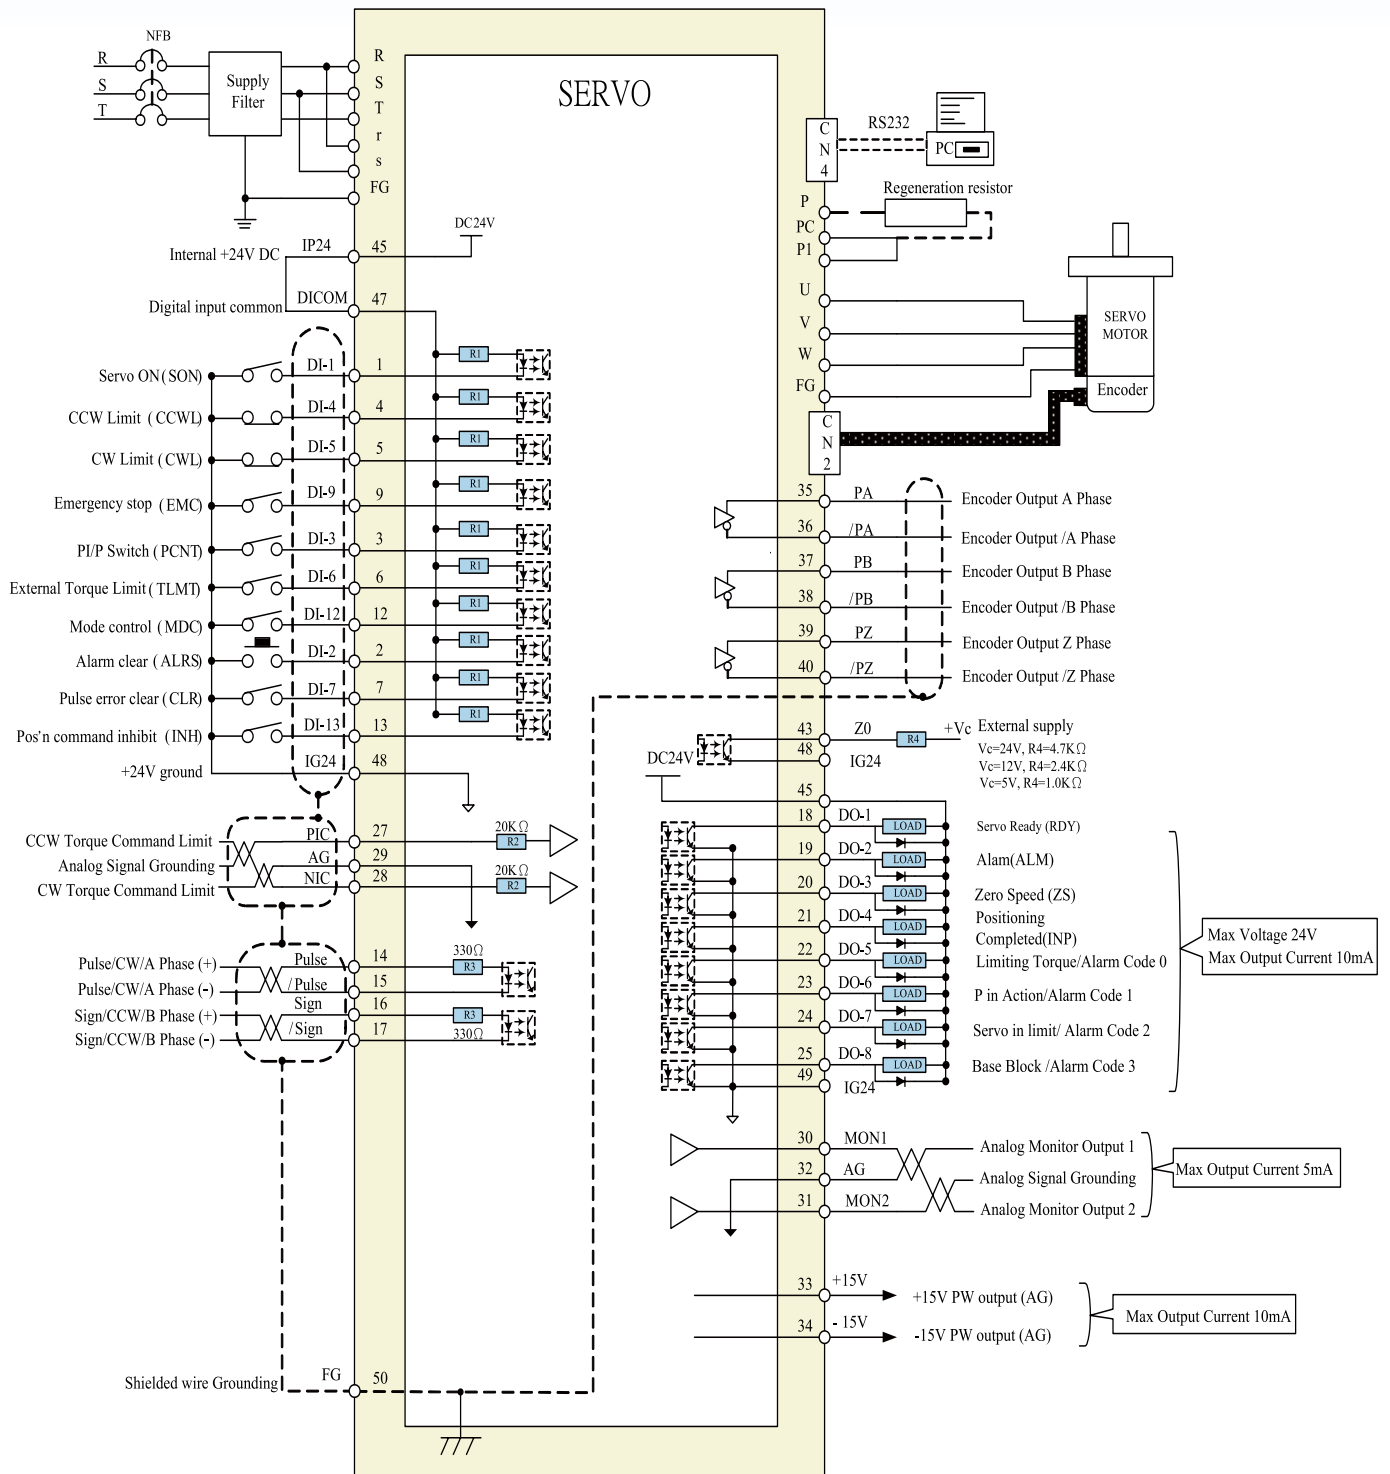 SERVO
NFB
R
S
T
Supply
Filter
R
S
T
r
s
FG
DC24V
Internal +24V DC
IP24
45
Digital input common
DICOM
47
Servo ON ( SON)
DI-1
1
R1
CCW Limit ( CCWL)
DI-4
4
R1
CW Limit (CWL)
DI-5
5
R1
Emergency stop (EMC)
DI-9
9
R1
PI/P Switch ( PCNT)
DI-3
3
R1
External Torque Limit ( TLMT)
DI-6
6
R1
Mode control (MDC)
DI-12
12
R1
Alarm clear ( ALRS)
DI-2
2
R1
Pulse error clear (CLR)
DI-7
7
R1
Pos'n command inhibit (INH)
DI-13
13
R1
+24V ground
IG24
48
CCW Torque Command Limit
PIC
27
20KΩ
R2
Analog Signal Grounding
AG
29
CW Torque Command Limit
NIC
28
20KΩ
R2
Pulse/CW/A Phase (+)
Pulse
14
330Ω
R3
Pulse/CW/A Phase (-)
/Pulse
15
Sign/CCW/B Phase (+)
Sign
16
R3
330Ω
Sign/CCW/B Phase (-)
/Sign
17
Shielded wire Grounding
FG
50
C
N
4
RS232
PC
Regeneration resistor
P
PC
P1
U
V
W
FG
SERVO
MOTOR
Encoder
C
N
2
35
PA
Encoder Output A Phase
36
/PA
Encoder Output /A Phase
37
PB
Encoder Output B Phase
38
/PB
Encoder Output /B Phase
39
PZ
Encoder Output Z Phase
40
/PZ
Encoder Output /Z Phase
43
Z0
R4
+Vc
External supply
48
IG24
Vc=24V, R4=4.7KΩ
Vc=12V, R4=2.4KΩ
Vc=5V, R4=1.0KΩ
DC24V
45
18
DO-1
LOAD
Servo Ready (RDY)
19
DO-2
LOAD
Alam(ALM)
20
DO-3
LOAD
Zero Speed (ZS)
21
DO-4
LOAD
Positioning
Completed(INP)
22
DO-5
LOAD
Limiting Torque/Alarm Code 0
23
DO-6
LOAD
P in Action/Alarm Code 1
24
DO-7
LOAD
Servo in limit/ Alarm Code 2
25
DO-8
LOAD
Base Block /Alarm Code 3
49
IG24
Max Voltage 24V
Max Output Current 10mA
30
MON1
Analog Monitor Output 1
32
AG
Analog Signal Grounding
31
MON2
Analog Monitor Output 2
Max Output Current 5mA
33
+15V
+15V PW output (AG)
34
- 15V
-15V PW output (AG)
Max Output Current 10mA